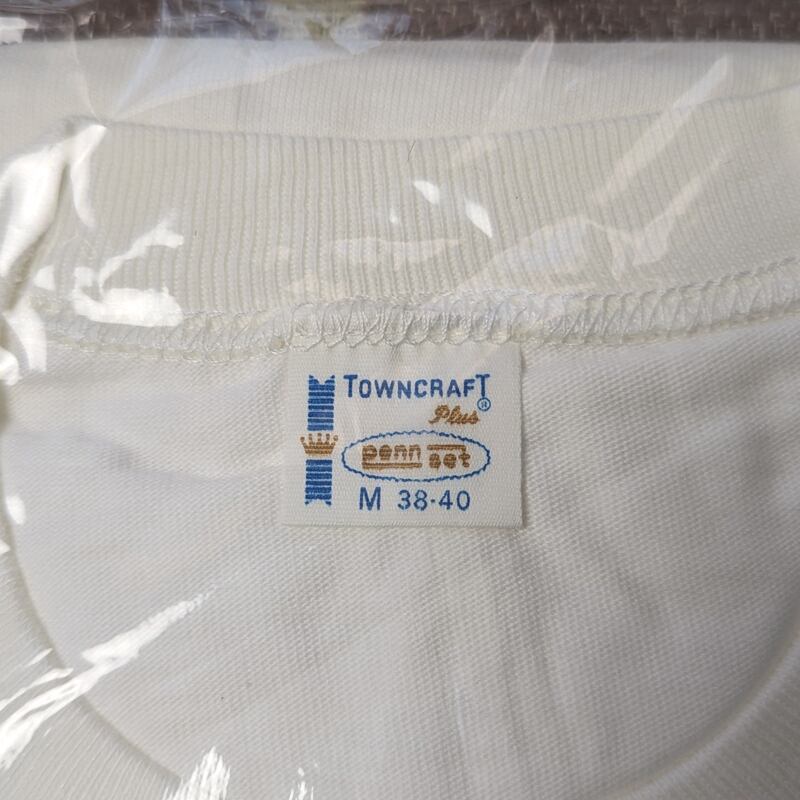 TOWNCRAFT®
Plus
penn set
M 38-40